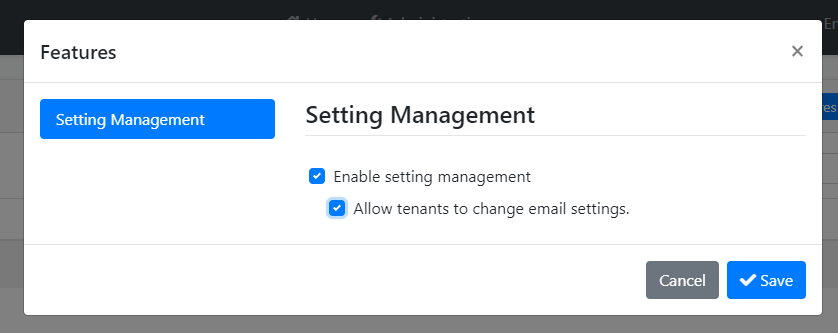 Features
×
Setting Management
Setting Management
Enable setting management
Allow tenants to change email settings.
Cancel
Save